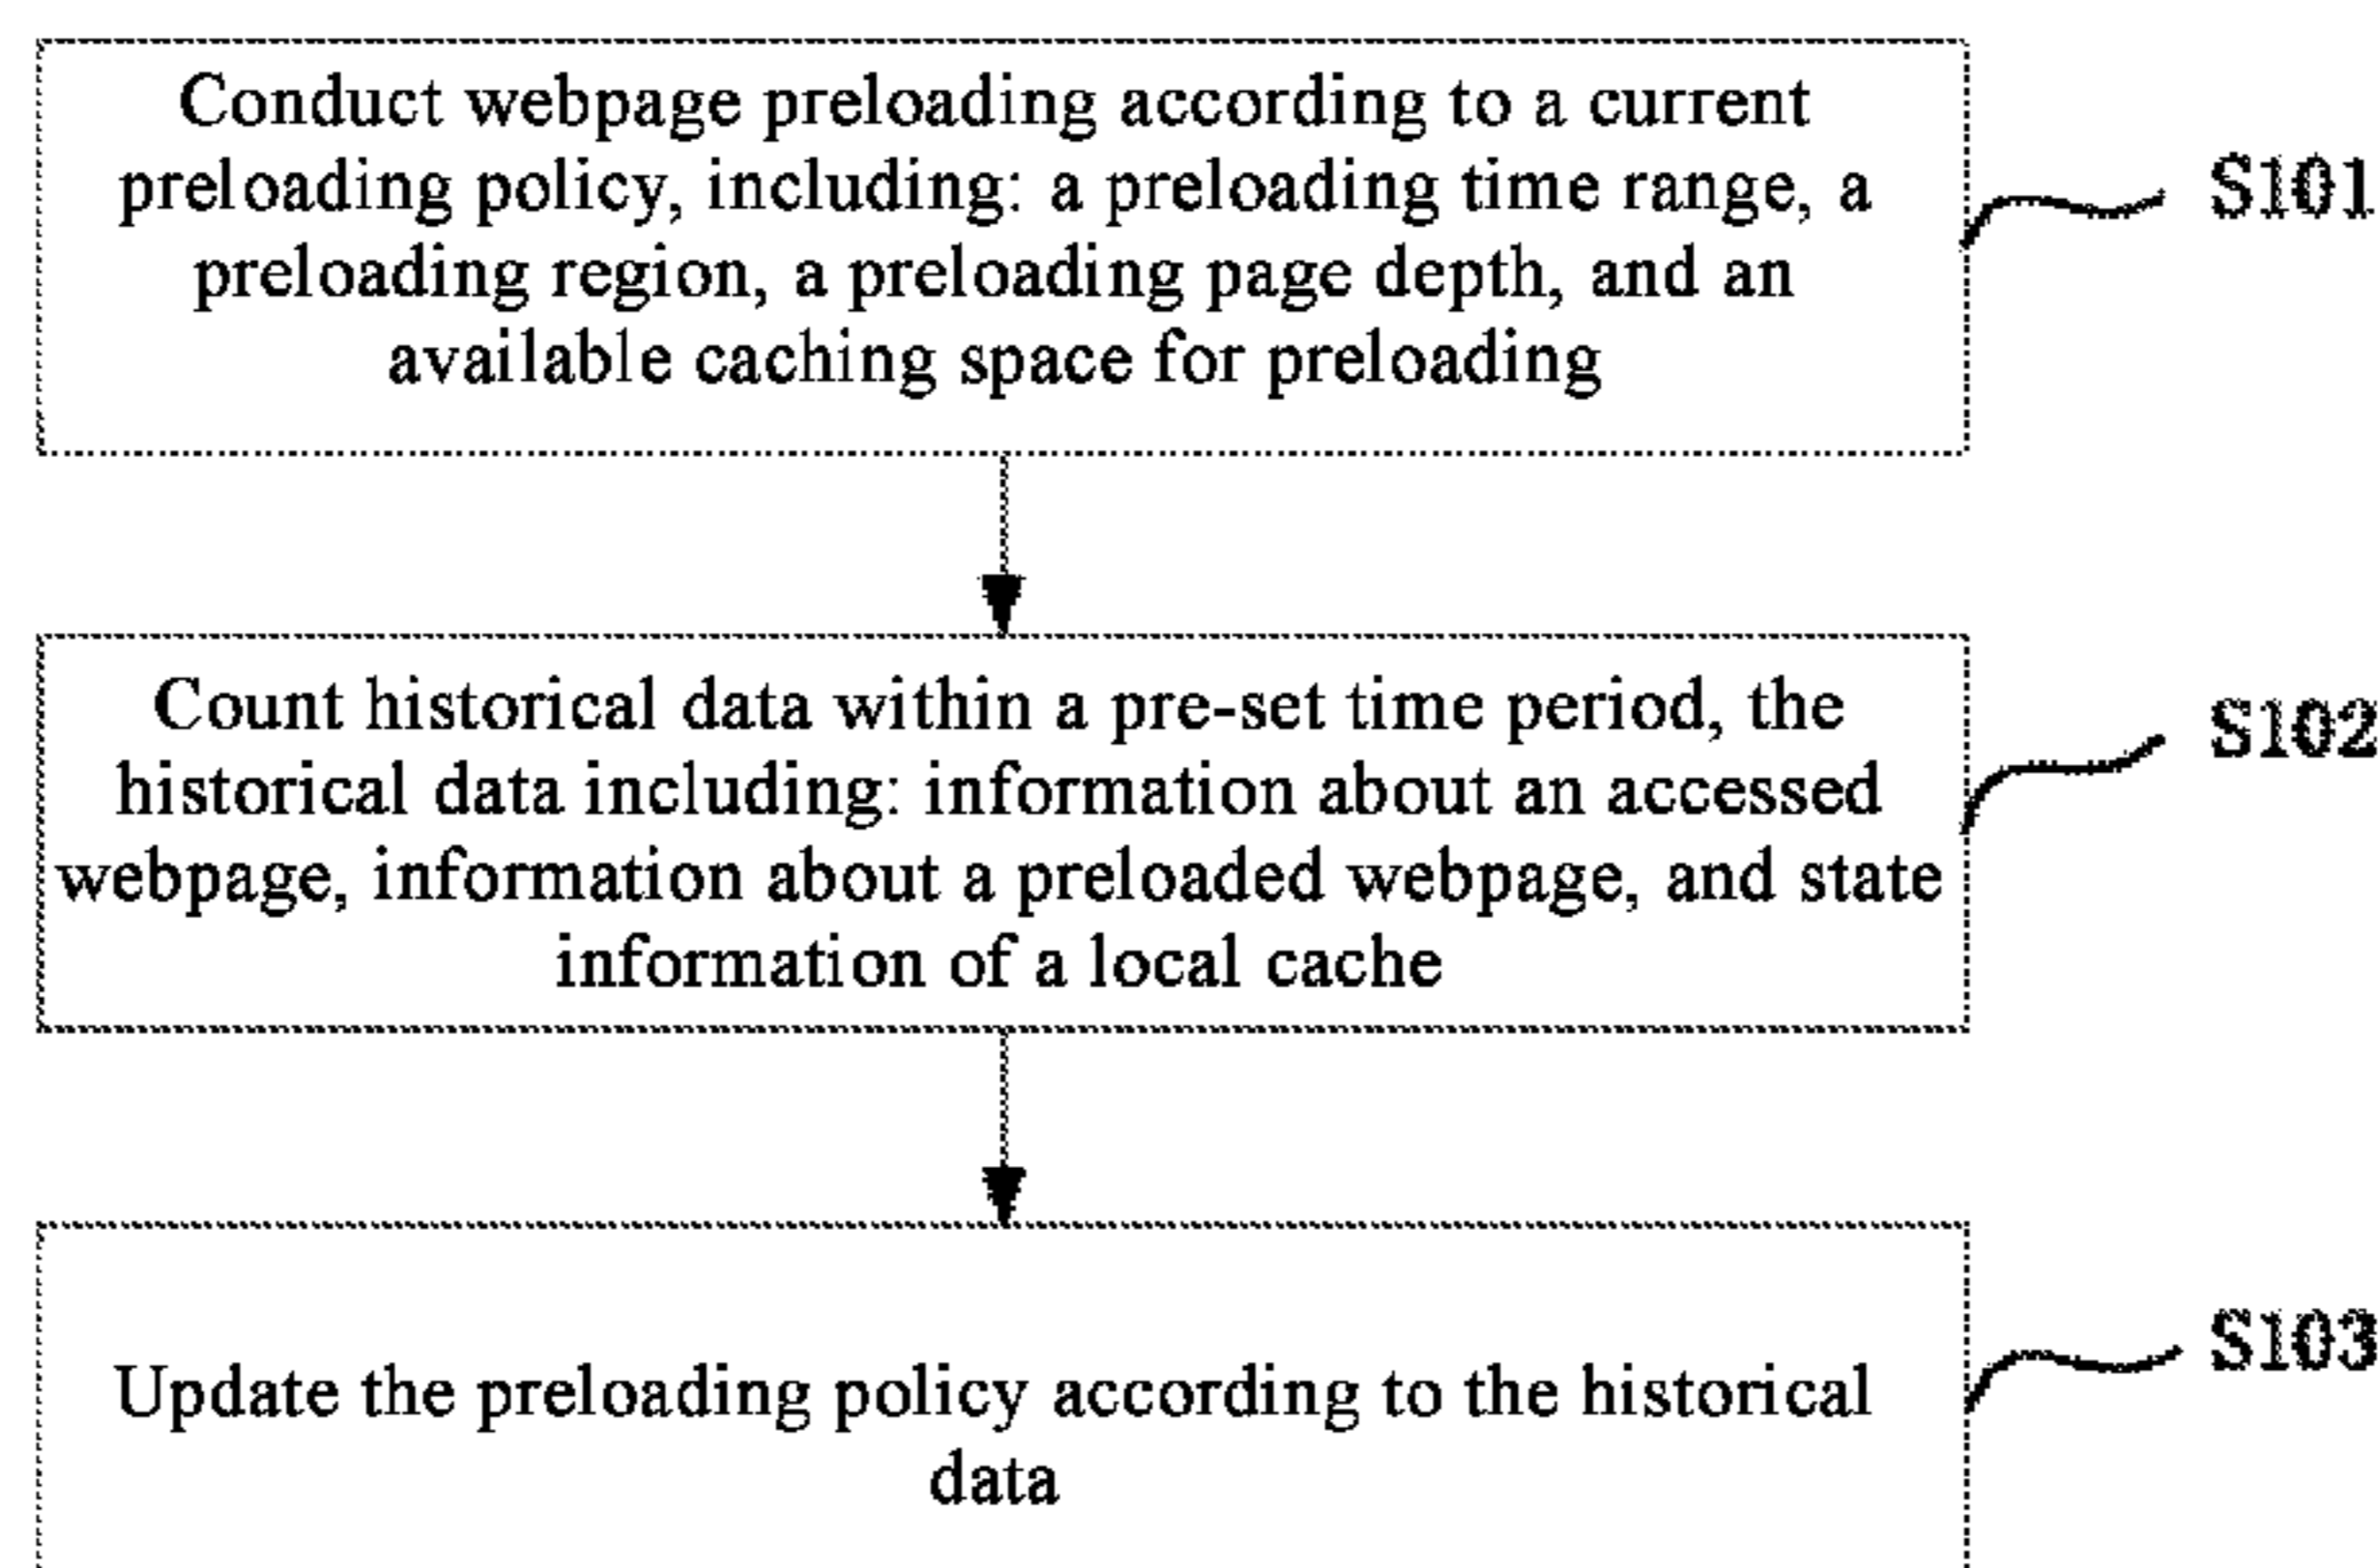 Conduct webpage preloading according to a current
preloading policy, including: a preloading time range, a
preloading region, a preloading page depth, and an
available caching space for preloading
S101
Count historical data within a pre-set time period, the
historical data including: information about an accessed
webpage, information about a preloaded webpage, and state
information of a local cache
S102
Update the preloading policy according to the historical
data
S103